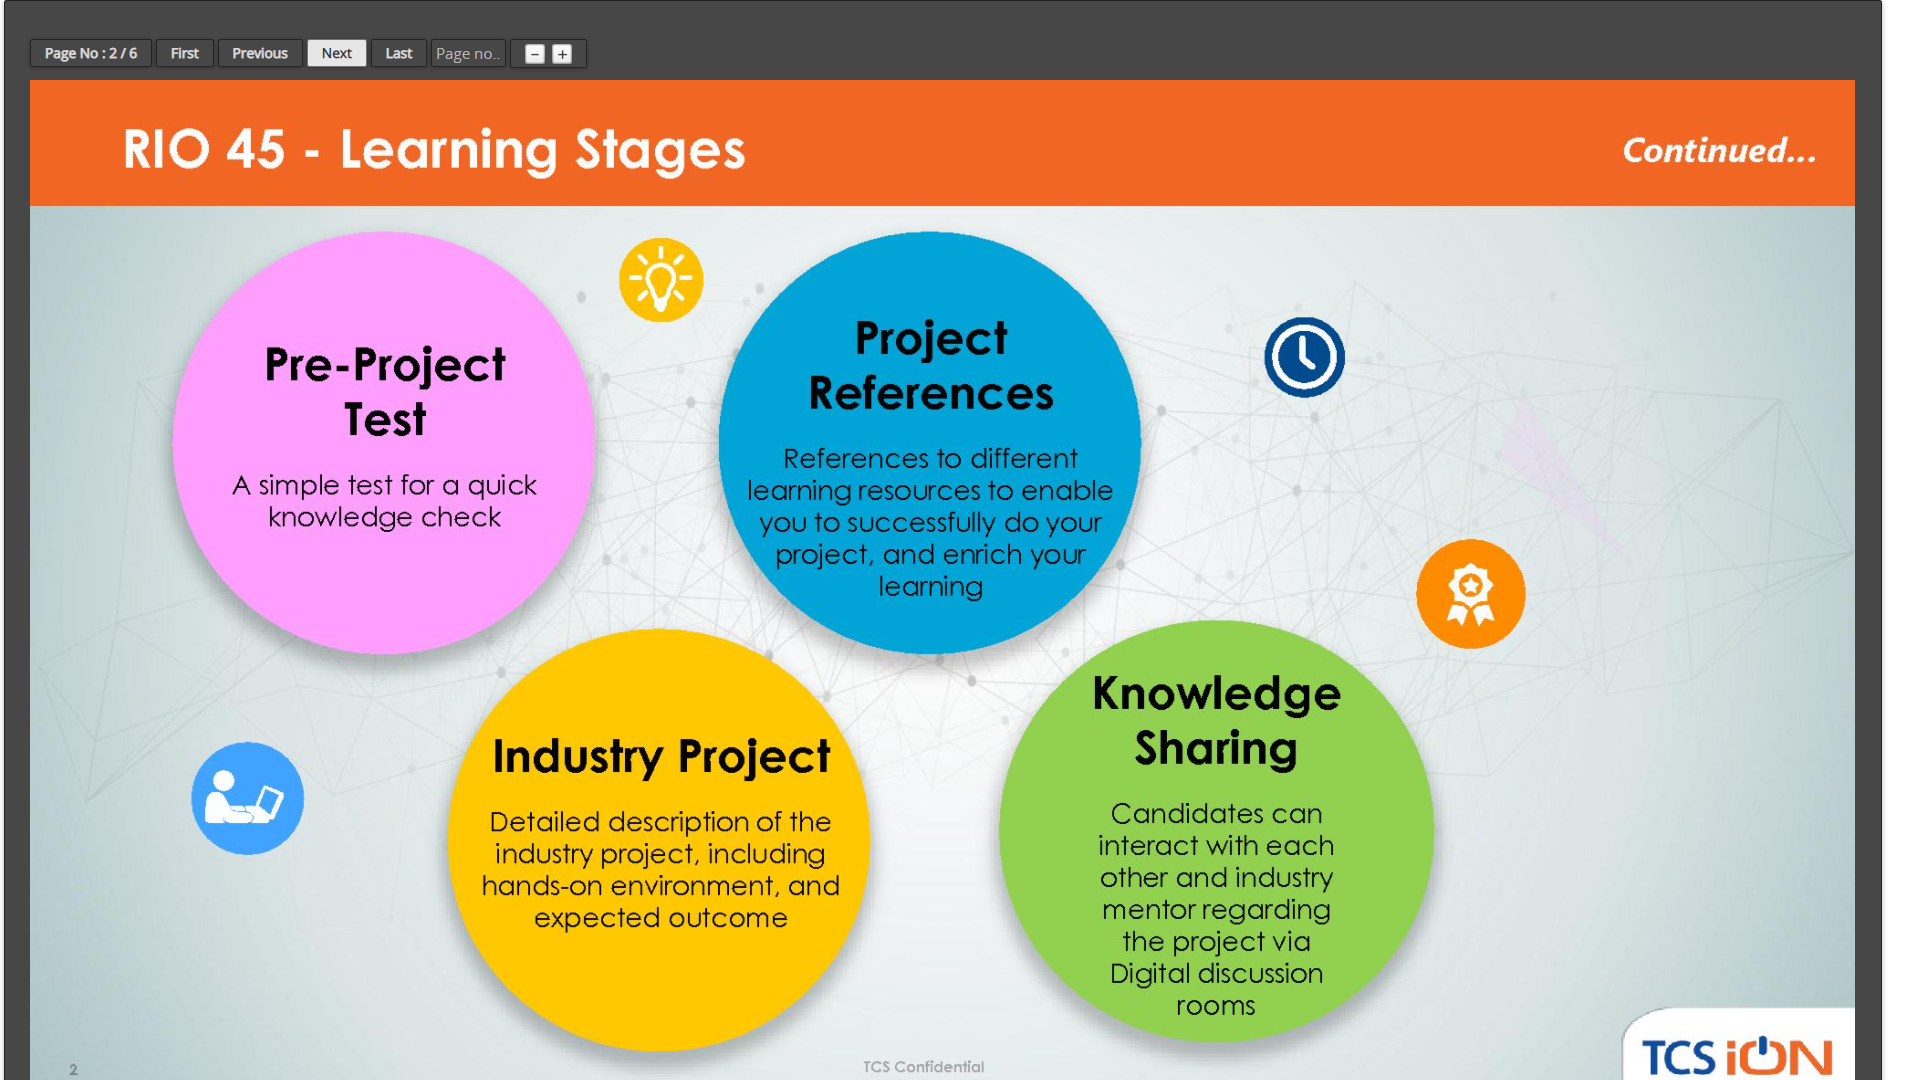 Page No : 2 / 6 First Previous Next Last Page no.. - +
RIO 45 - Learning Stages
Continued...
Pre-Project
Test
A simple test for a quick
knowledge check
Project
References
References to different
learning resources to enable
you to successfully do your
project, and enrich your
learning
Industry Project
Detailed description of the
industry project, including
hands-on environment, and
expected outcome
Knowledge
Sharing
Candidates can
interact with each
other and industry
mentor regarding
the project via
Digital discussion
rooms
2
TCS Confidential
TCS iON